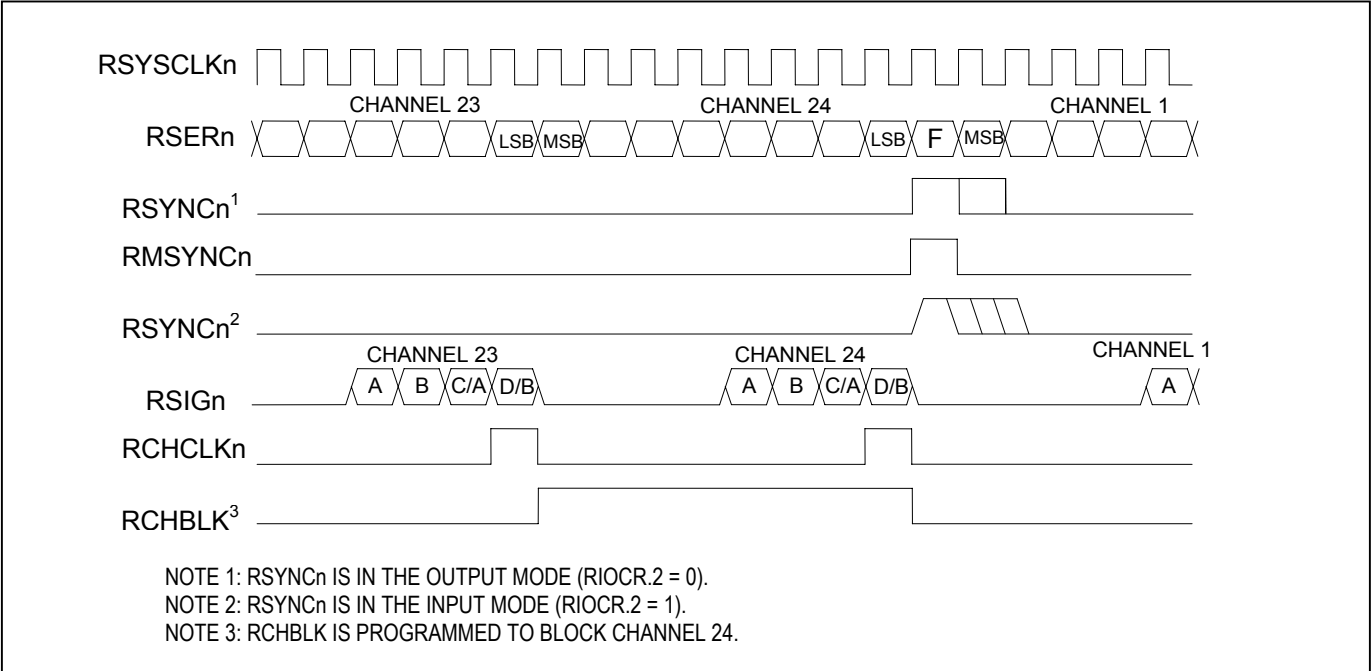 RSYSCLKn
CHANNEL 23 CHANNEL 24 CHANNEL 1
RSERn LSB MSB LSB F MSB
RSYNCn1
RMSYNCn
RSYNCn2
CHANNEL 23 CHANNEL 24 CHANNEL 1
RSIGn A B C/A D/B A B C/A D/B A
RCHCLKn
RCHBLK3
NOTE 1: RSYNCn IS IN THE OUTPUT MODE (RIOCR.2 = 0).
NOTE 2: RSYNCn IS IN THE INPUT MODE (RIOCR.2 = 1).
NOTE 3: RCHBLK IS PROGRAMMED TO BLOCK CHANNEL 24.